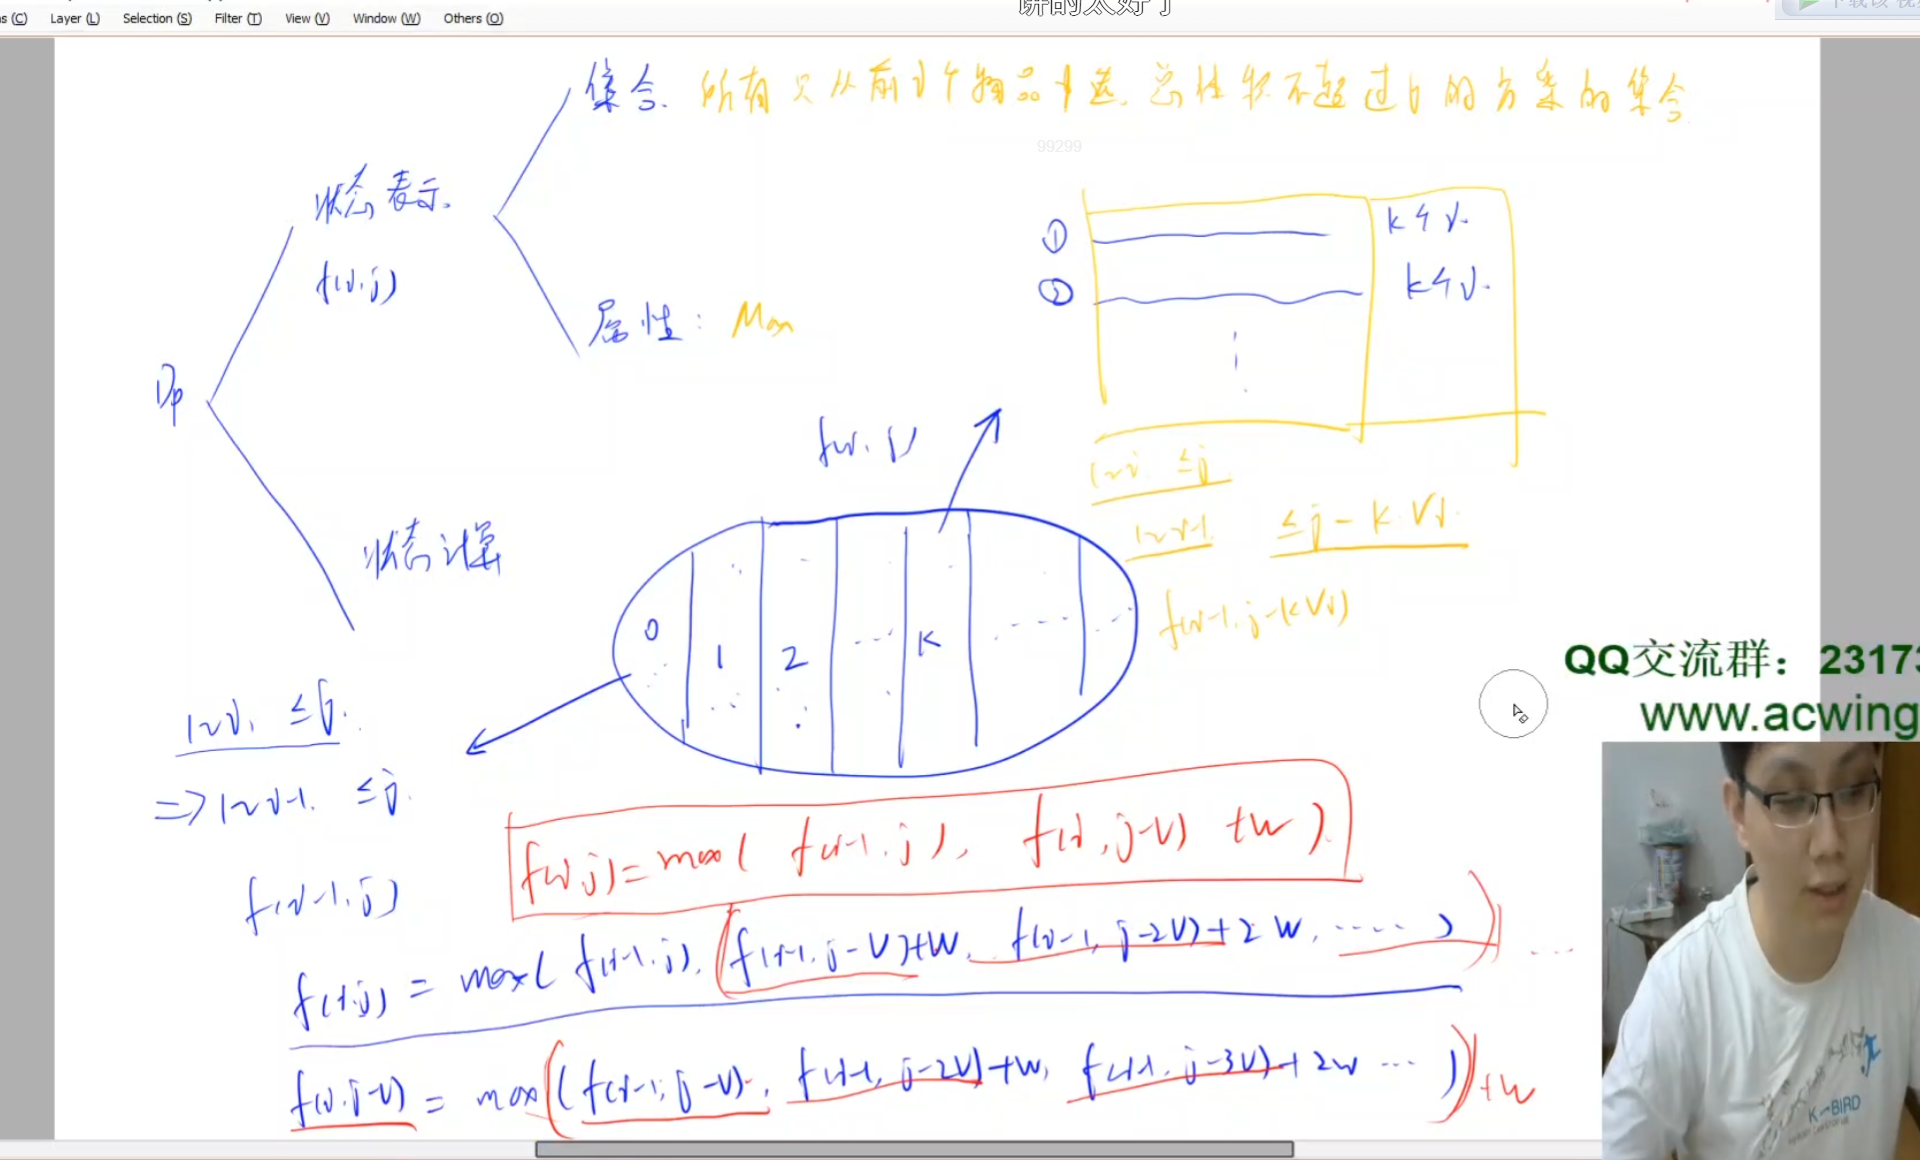 s (C) Layer (L) Selection (S) Filter (T) View (V) Window (W) Others (O)
饼的太好了
集合 所有只从前i个物品中选,总体积不超过j的方案的集合
99299
状态表示
f(i,j)
① k个i
② k个i
属性: Max
DP
f(i,j)
1~i. ≤j
1~i-1. ≤j-k·Vi
状态计算
f(i-1, j-kVi)
0 1 2 ... K ......
QQ交流群:2317
www.acwing
1~i, ≤j.
=> 1~i-1. ≤j.
f(i,j)=max( f(i-1,j), f(i,j-V) +W )
f(i-1,j)
f(i,j) = max( f(i-1,j), f(i-1,j-V)+W, f(i-1,j-2V)+2W, ......) ...
f(i,j-V) = max( f(i-1,j-V), f(i-1,j-2V)+W, f(i-1,j-3V)+2W ... ) +W
K-BIRD